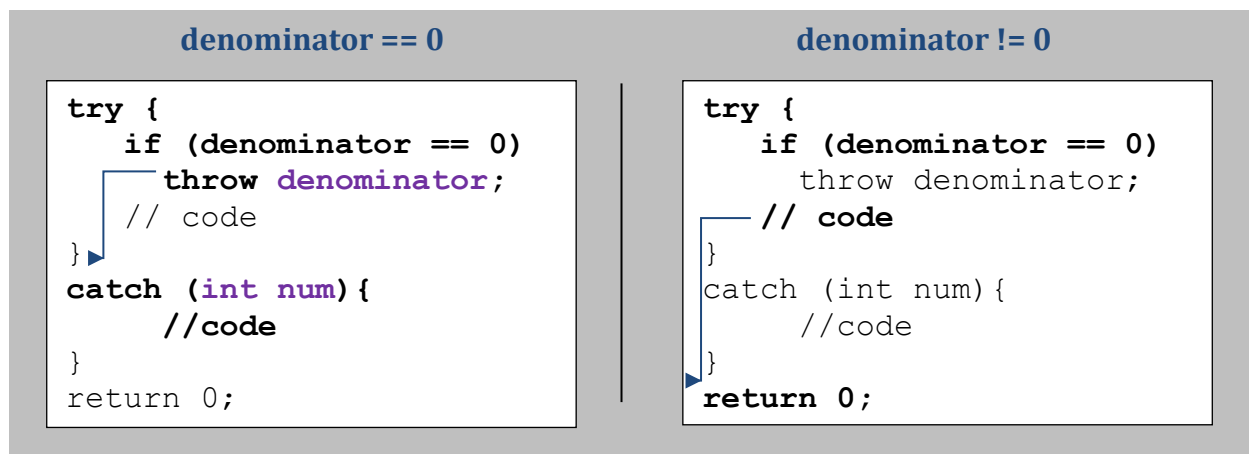 denominator == 0
try {
   if (denominator == 0)
     throw denominator;
   // code
}
catch (int num){
     //code
}
return 0;
denominator != 0
try {
   if (denominator == 0)
     throw denominator;
   // code
}
catch (int num){
     //code
}
return 0;